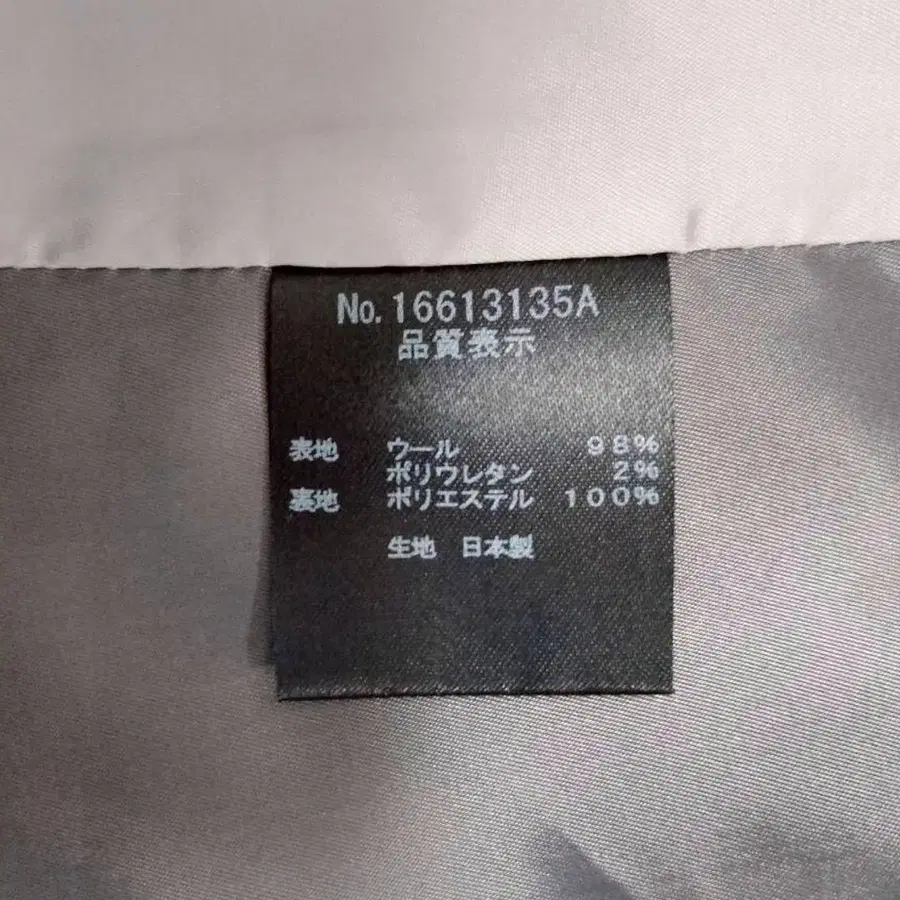 No.16613135A
品質表示
表地 ウール 98%
ポリウレタン 2%
裏地 ポリエステル 100%
生地 日本製